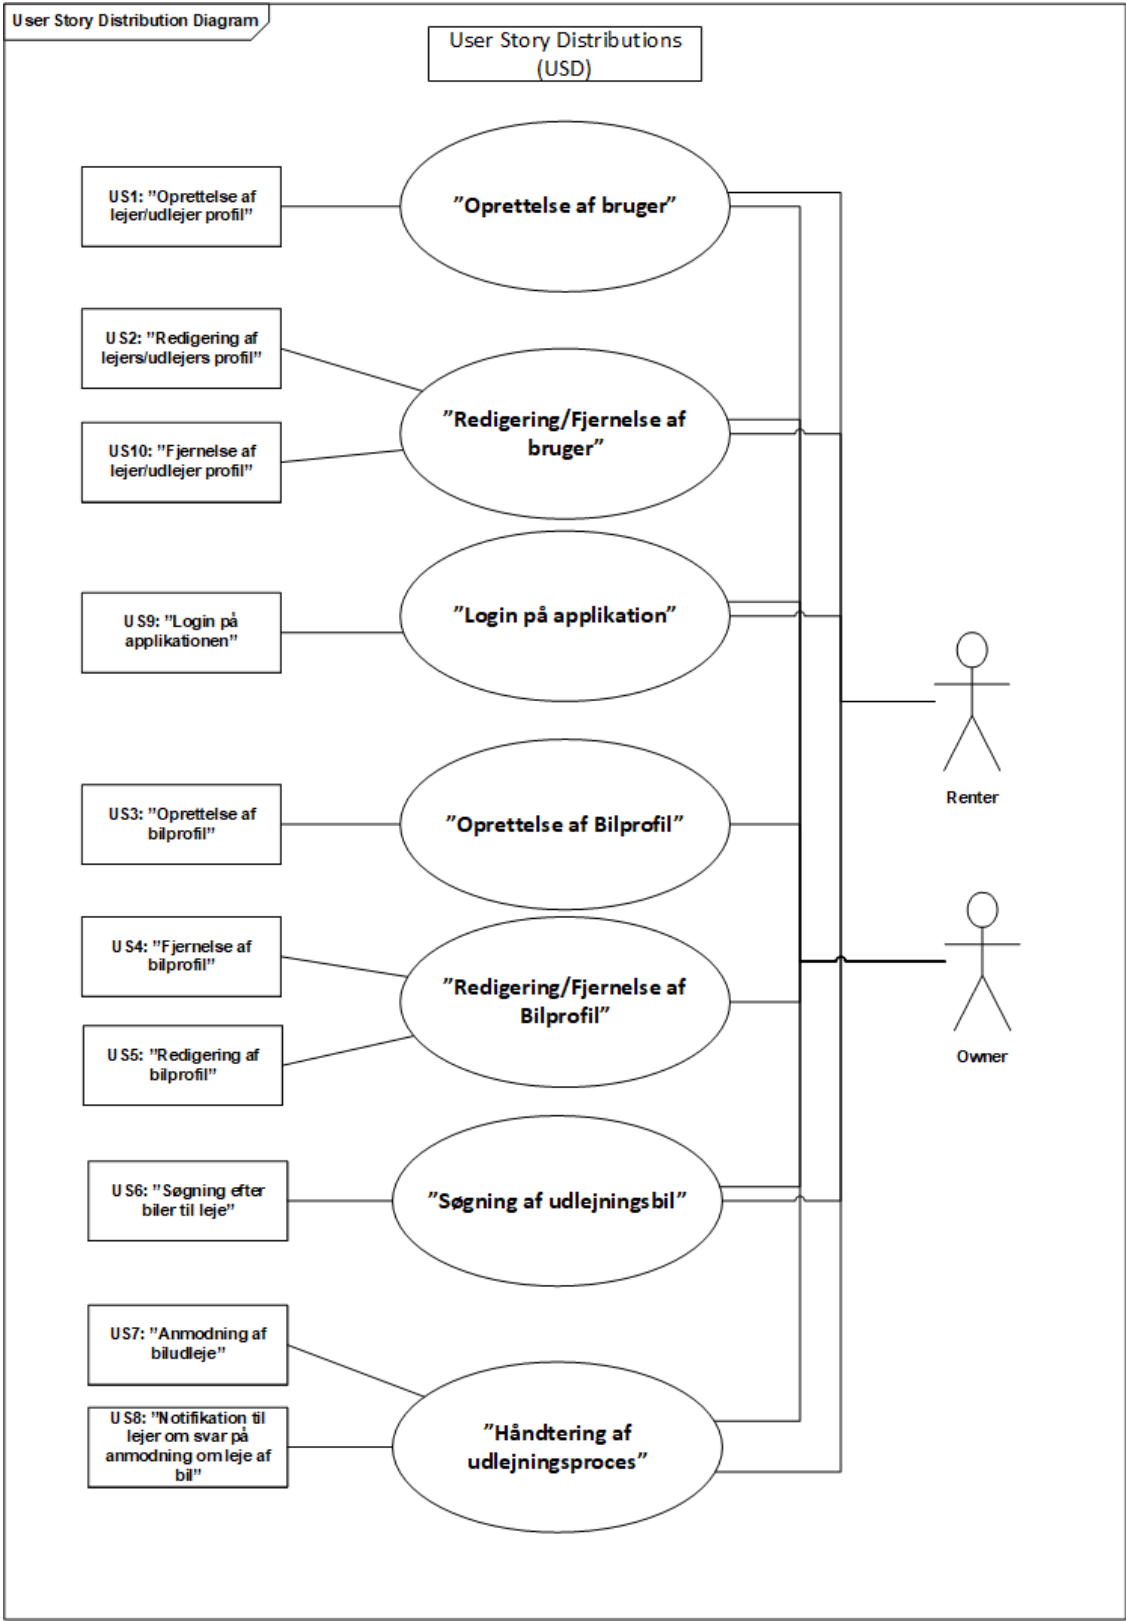 User Story Distribution Diagram
User Story Distributions
(USD)
US1: ”Oprettelse af
lejer/udlejer profil”
”Oprettelse af bruger”
US2: ”Redigering af
lejers/udlejers profil”
”Redigering/Fjernelse af
bruger”
US10: ”Fjernelse af
lejer/udlejer profil”
US9: ”Login på
applikationen”
”Login på applikation”
Renter
US3: ”Oprettelse af
bilprofil”
”Oprettelse af Bilprofil”
US4: ”Fjernelse af
bilprofil”
”Redigering/Fjernelse af
Bilprofil”
US5: ”Redigering af
bilprofil”
Owner
US6: ”Søgning efter
biler til leje”
”Søgning af udlejningsbil”
US7: ”Anmodning af
biludleje”
US8: ”Notifikation til
lejer om svar på
anmodning om leje af
bil”
”Håndtering af
udlejningsproces”